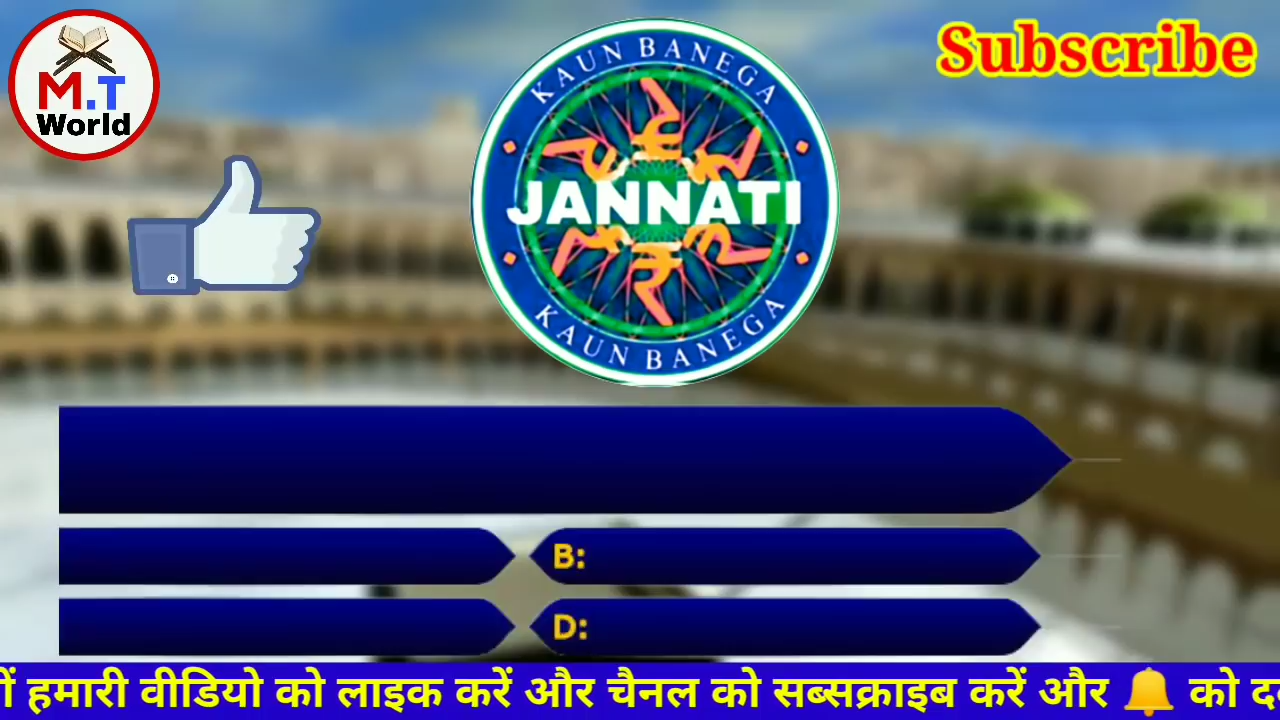 M.T
World
Subscribe
KAUN BANEGA
JANNATI
KAUN BANEGA
B:
D:
हमारी वीडियो को लाइक करें और चैनल को सब्सक्राइब करें और 🔔 को